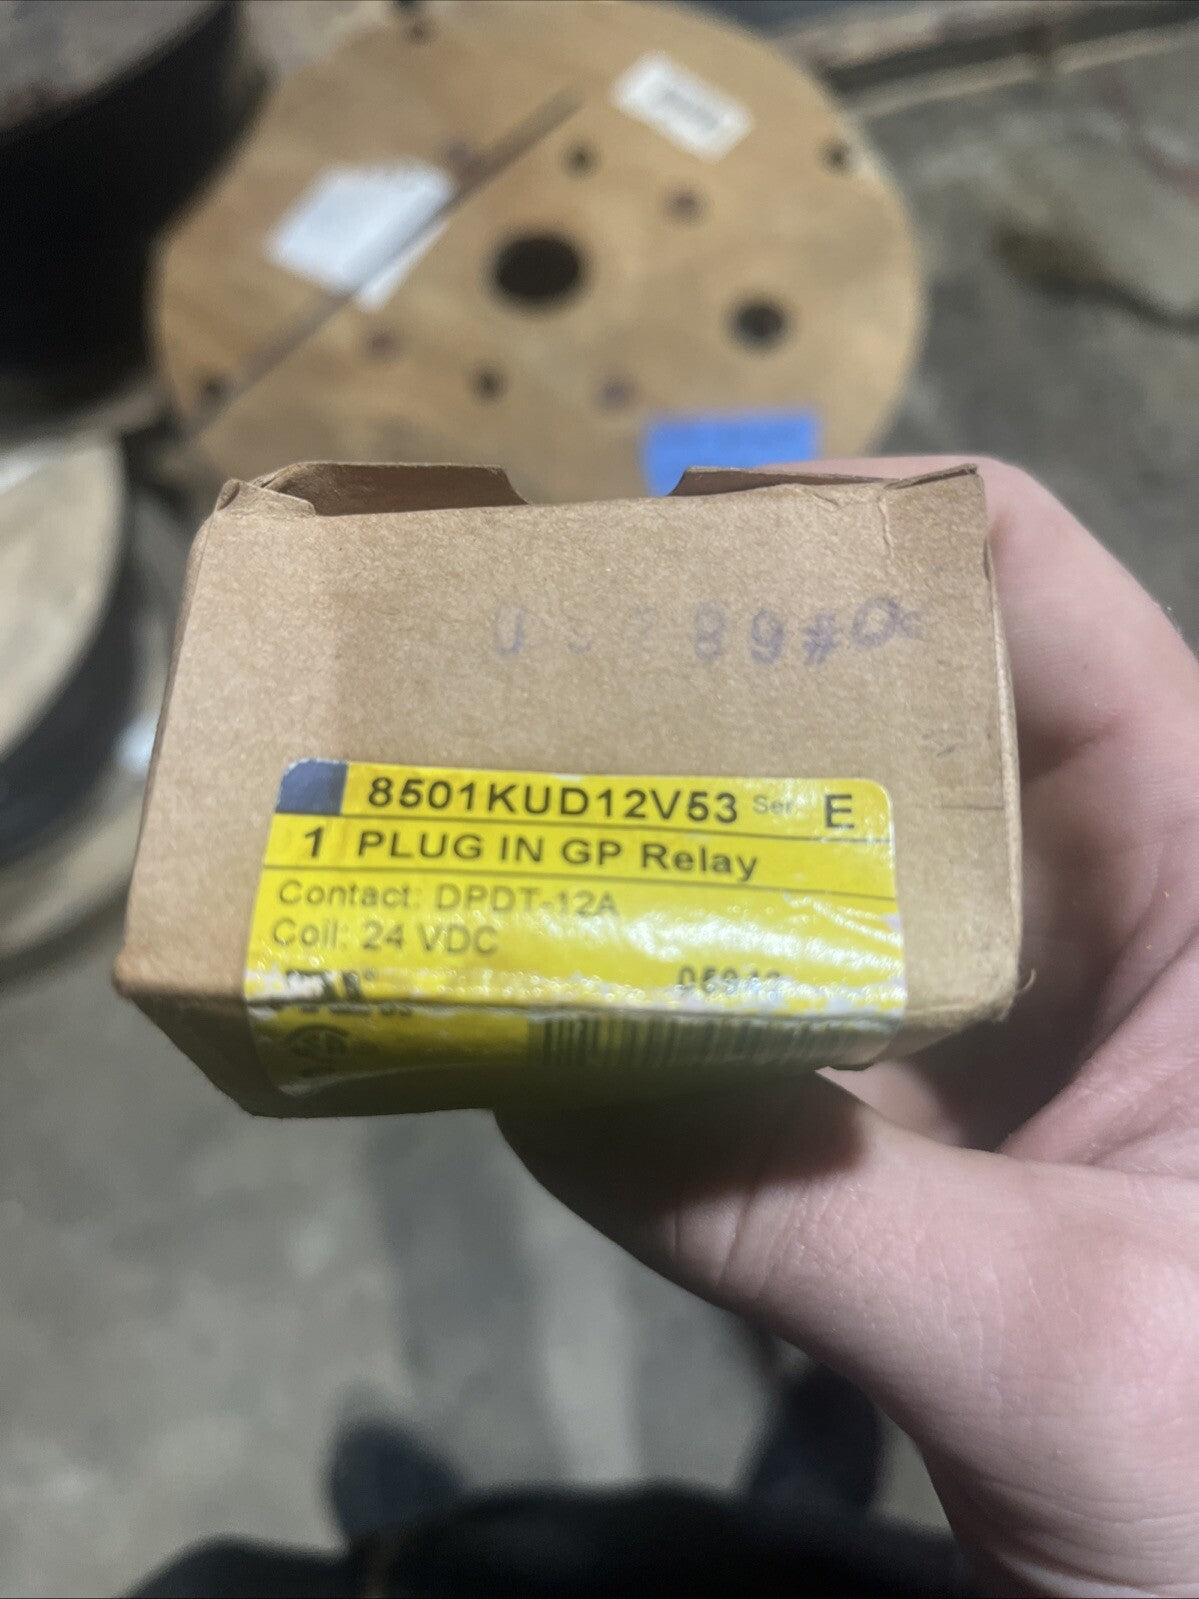 8501KUD12V53 Ser E
1 PLUG IN GP Relay
Contact: DPDT-12A
Coil: 24 VDC